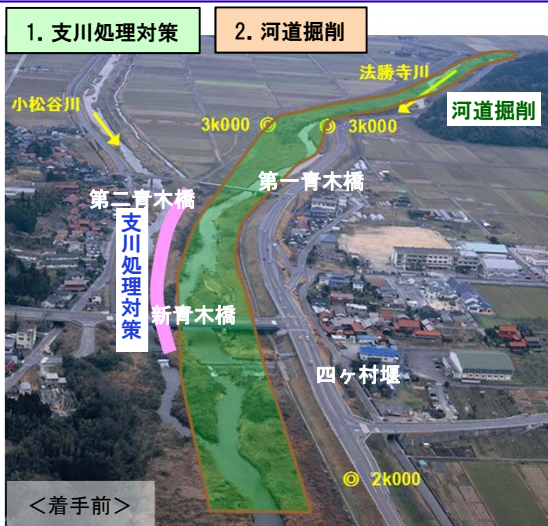 1. 支川処理対策
2. 河道掘削
法勝寺川
小松谷川
河道掘削
3k000 ◎
◎ 3k000
第一青木橋
第二青木橋
支川処理対策
新青木橋
四ヶ村堰
◎ 2k000
＜着手前＞